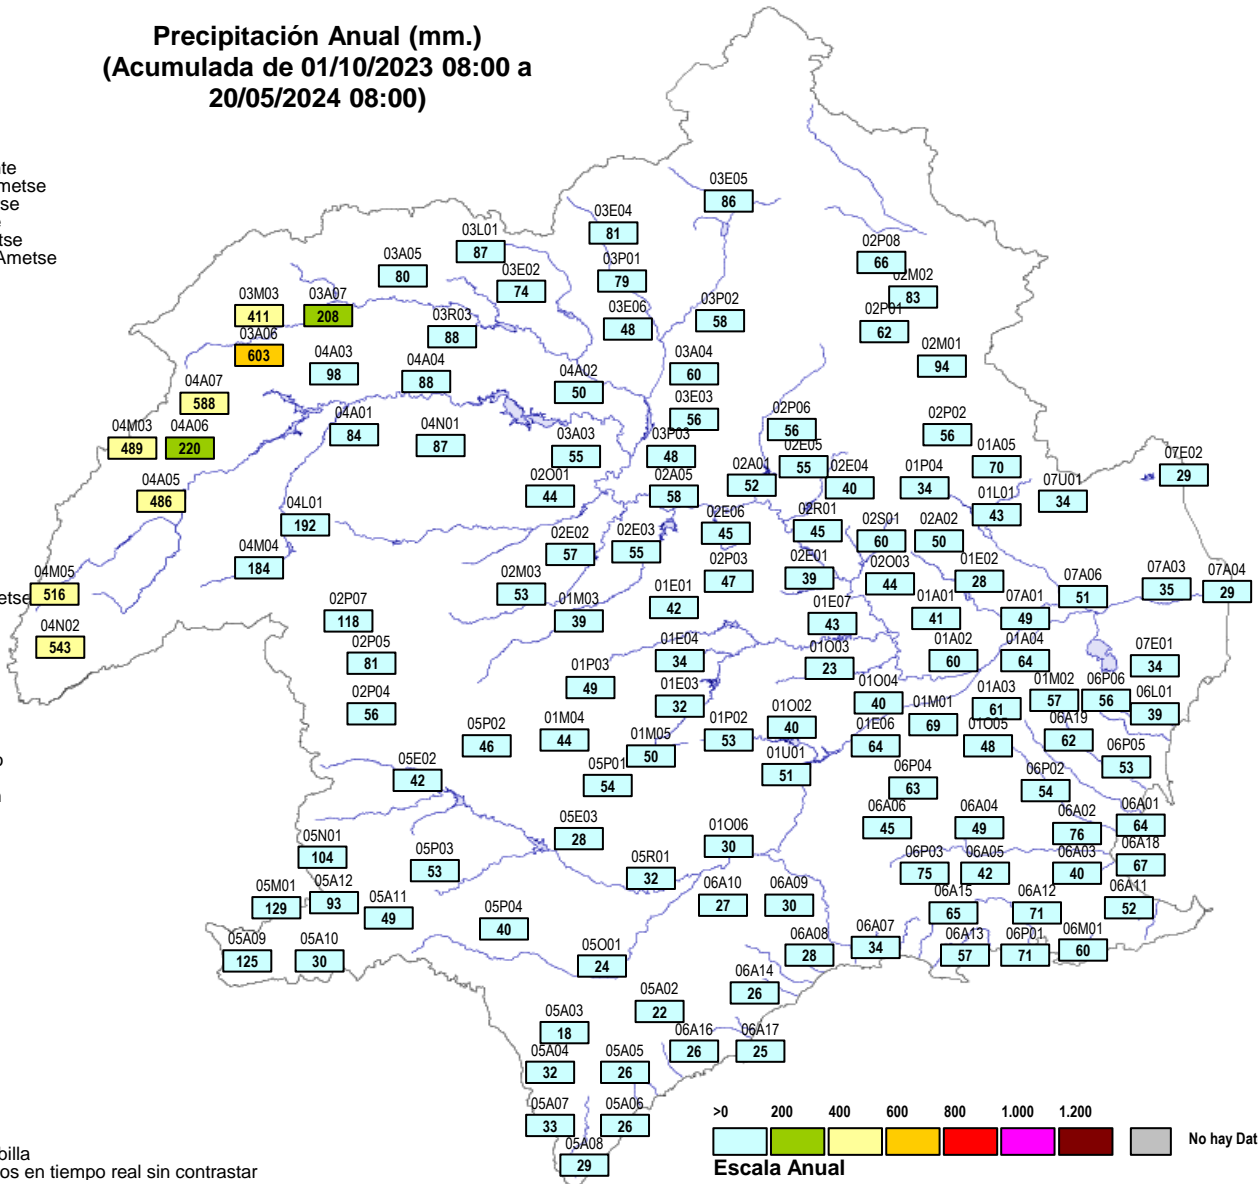 Precipitación Anual (mm.)
(Acumulada de 01/10/2023 08:00 a
20/05/2024 08:00)
nte
metse
tse
e
tse
Ametse
03E05
86
03E04
81
03L01
87
03A05
80
03P01
79
03E02
74
02P08
66
02M02
83
03M03
411
03A07
208
03E06
48
03P02
58
02P01
62
03R03
88
03A06
603
04A03
98
04A04
88
03A04
60
02M01
94
04A02
50
04A07
588
03E03
56
04M03
489
04A06
220
04A01
84
04N01
87
02P06
56
02P02
56
03A03
55
03P03
48
02E05
55
01A05
70
07E02
29
02O01
44
02A05
58
02A01
52
02E04
40
01P04
34
07U01
34
04A05
486
01L01
43
04L01
192
02E06
45
02R01
45
02S01
60
02A02
50
02E02
57
02E03
55
04M04
184
02P03
47
02E01
39
02O03
44
01E02
28
04M05
516
etse
02M03
53
07A06
51
07A03
35
07A04
29
01E01
42
01M03
39
02P07
118
01E07
43
01A01
41
07A01
49
04N02
543
02P05
81
01E04
34
01O03
23
01A02
60
01A04
64
07E01
34
01P03
49
01E03
32
02P04
56
01O04
40
01M02
57
06P06
56
01A03
61
06L01
39
01M01
69
01O02
40
05P02
46
01M04
44
01P02
53
01E06
64
01O05
48
06A19
62
01M05
50
01U01
51
06P05
53
o
05E02
42
05P01
54
06P04
63
06P02
54
n
05E03
28
01O06
30
06A06
45
06A04
49
06A02
76
06A01
64
05N01
104
05P03
53
05R01
32
06P03
75
06A05
42
06A03
40
06A18
67
05M01
129
05A12
93
05A11
49
06A10
27
06A09
30
06A15
65
06A12
71
06A11
52
05P04
40
05A09
125
05A10
30
05O01
24
06A08
28
06A07
34
06A13
57
06P01
71
06M01
60
06A14
26
05A02
22
05A03
18
06A16
26
06A17
25
05A04
32
05A05
26
05A07
33
05A06
26
05A08
29
>0 200 400 600 800 1.000 1.200
No hay Dat
Escala Anual
billa
os en tiempo real sin contrastar